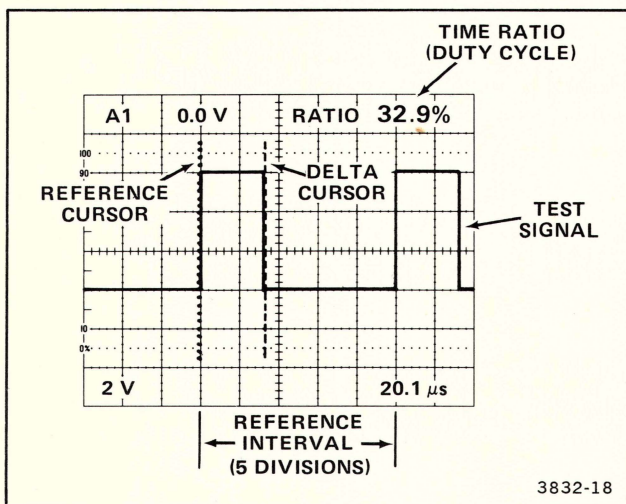 TIME RATIO
(DUTY CYCLE)
A1 0.0 V RATIO 32.9%
100
90
REFERENCE
CURSOR
DELTA
CURSOR
TEST
SIGNAL
10
0%
2 V 20.1 μs
REFERENCE
INTERVAL
(5 DIVISIONS)
3832-18